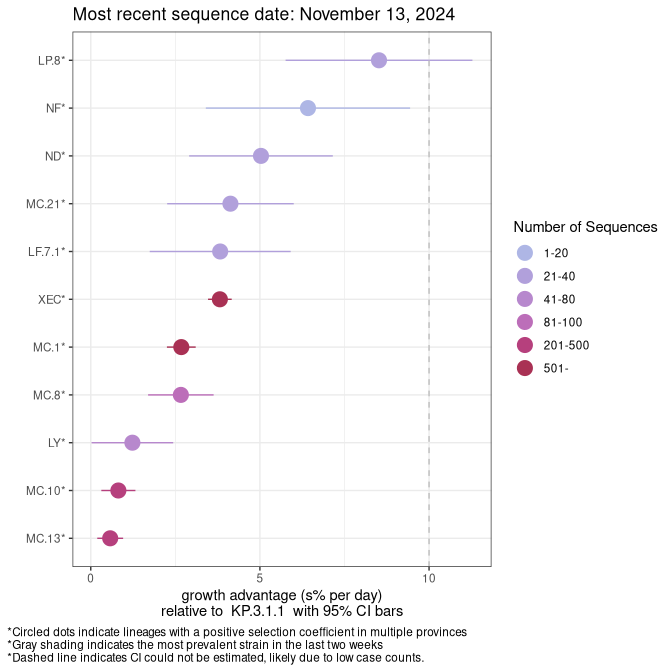 Most recent sequence date: November 13, 2024
LP.8*
NF*
ND*
MC.21*
LF.7.1*
XEC*
MC.1*
MC.8*
LY*
MC.10*
MC.13*
0
5
10
growth advantage (s% per day)
relative to KP.3.1.1 with 95% CI bars
Number of Sequences
1-20
21-40
41-80
81-100
201-500
501-
*Circled dots indicate lineages with a positive selection coefficient in multiple provinces
*Gray shading indicates the most prevalent strain in the last two weeks
*Dashed line indicates CI could not be estimated, likely due to low case counts.